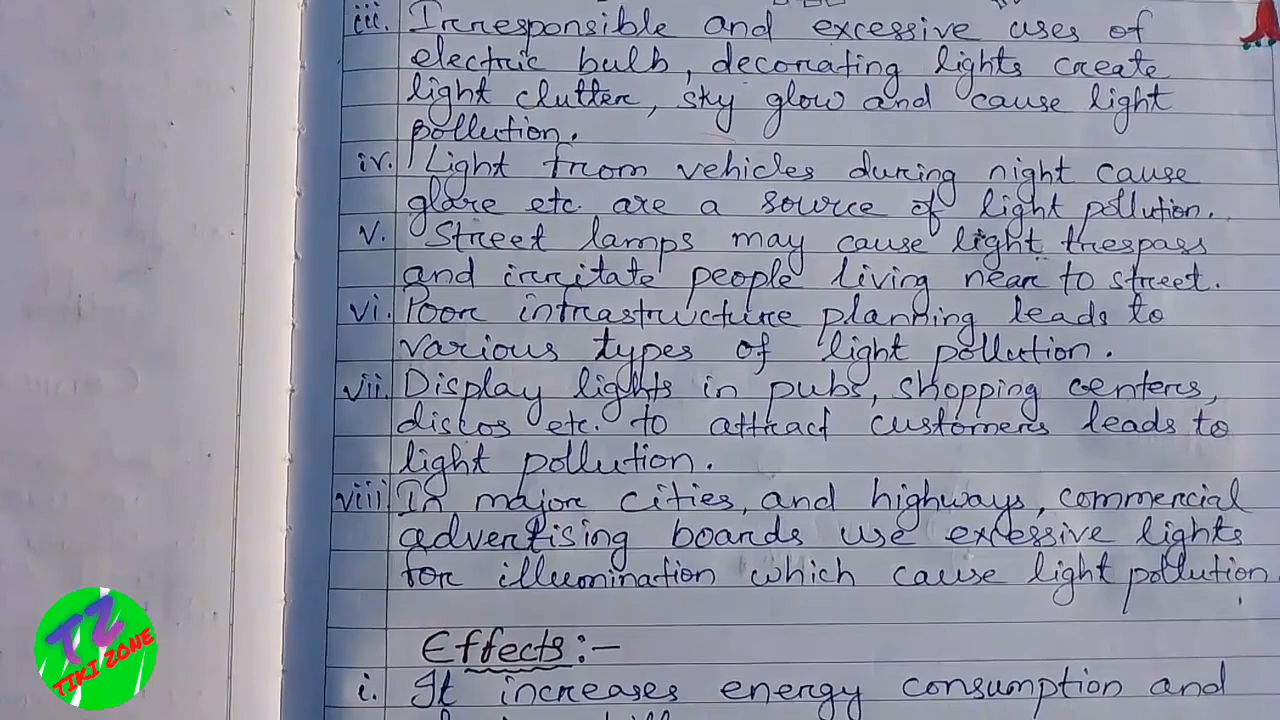 iii. Irresponsible and excessive uses of
electric bulb, decorating lights create
light clutter, sky glow and cause light
pollution.
iv. Light from vehicles during night cause
glare etc. are a source of light pollution.
v. Street lamps may cause light trespass
and irritate people living near to street.
vi. Poor infrastructure planning leads to
various types of light pollution.
vii. Display lights in pubs, shopping centers,
discos etc. to attract customers leads to
light pollution.
viii In major cities, and highways, commercial
advertising boards use excessive lights
for illumination which cause light pollution
Effects:-
i. It increases energy consumption and
TZ
TIKI ZONE